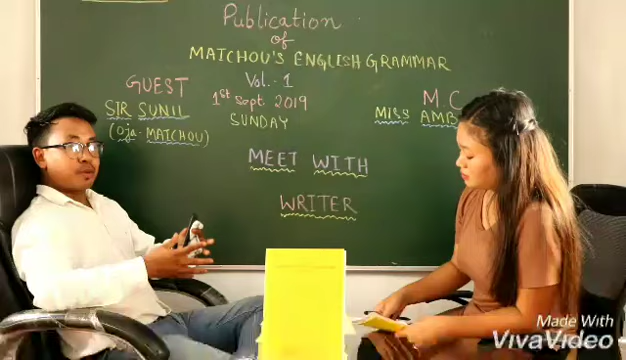 Publication
of
MATCHOU'S ENGLISH GRAMMAR
Vol. - 1
1st Sept. 2019
SUNDAY
GUEST
SIR SUNIL
(Oja - MATCHOU)
M.C
MISS
MEET WITH
WRITER
Made With
VivaVideo